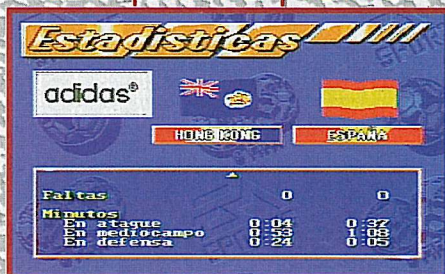 Estadisticas
adidas®
HONG KONG ESPAÑA
Faltas 0 0
Minutos
En ataque 0:04 0:37
En mediocampo 0:53 1:08
En defensa 0:24 0:05